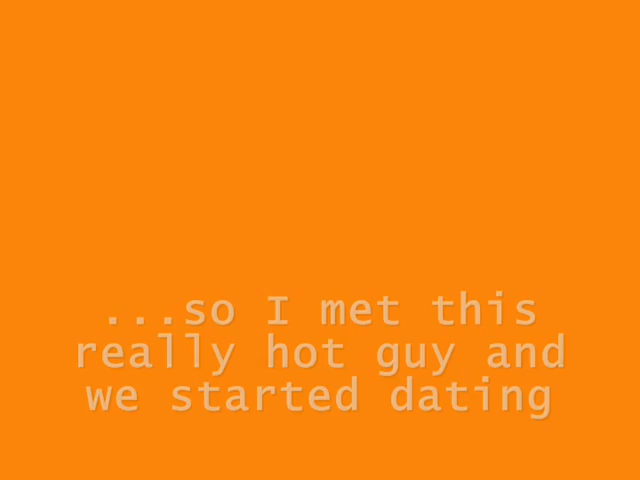 ...so I met this
really hot guy and
we started dating